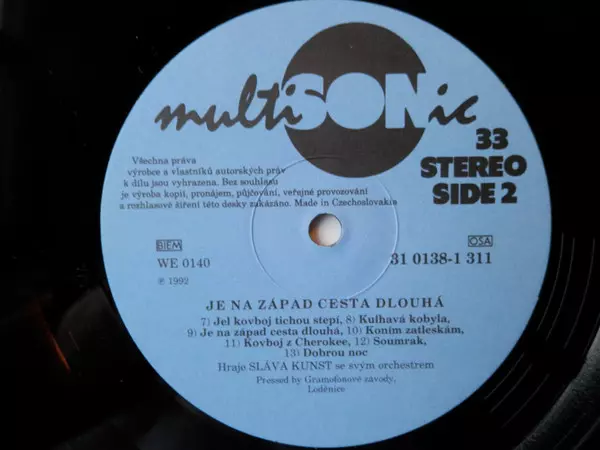 multiSONic
33
STEREO
SIDE 2
Všechna práva
výrobce a vlastníků autorských práv
k dílu jsou vyhrazena. Bez souhlasu
je výroba kopií, pronájem, půjčování, veřejné provozování
a rozhlasové šíření této desky zakázáno. Made in Czechoslovakia
BIEM
OSA
WE 0140
31 0138-1 311
℗ 1992
JE NA ZÁPAD CESTA DLOUHÁ
7) Jel kovboj tichou stepí, 8) Kulhavá kobyla,
9) Je na západ cesta dlouhá, 10) Koním zatleskám,
11) Kovboj z Cherokee, 12) Soumrak,
13) Dobrou noc
Hraje SLÁVA KUNST se svým orchestrem
Pressed by Gramofonové závody,
Loděnice